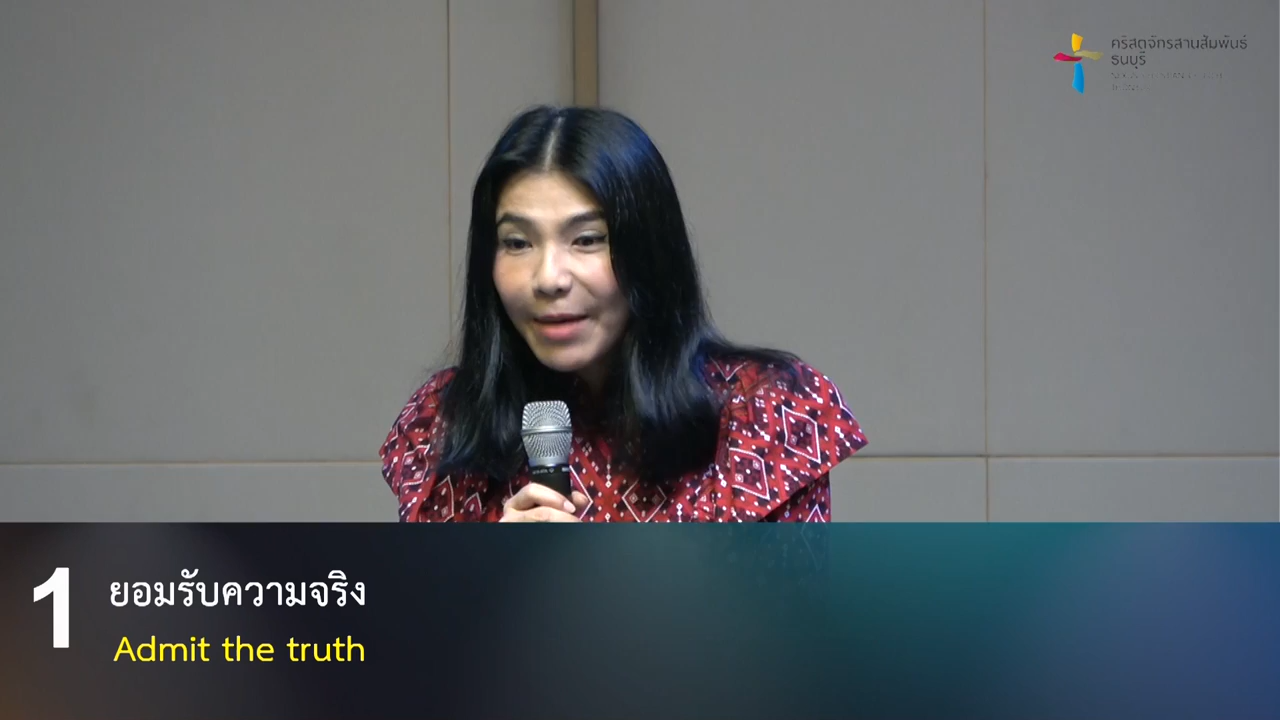 คริสตจักรสานสัมพันธ์
ธนบุรี
1
ยอมรับความจริง
Admit the truth